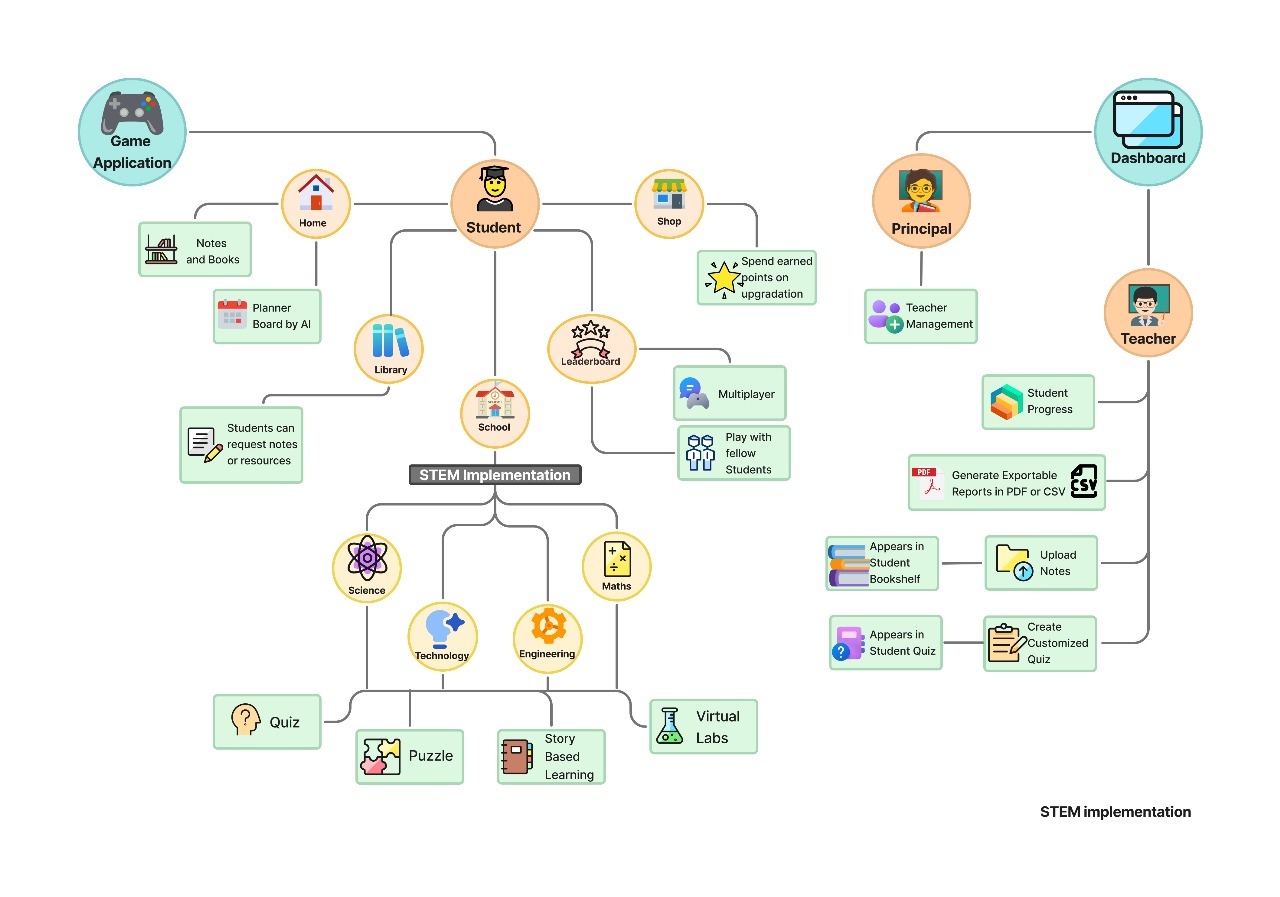 Game
Application
Dashboard
Home
Student
Shop
Principal
Notes
and Books
Spend earned
points on
upgradation
Planner
Board by AI
Teacher
Management
Teacher
Library
Leaderboard
School
Students can
request notes
or resources
Multiplayer
Play with
fellow
Students
Student
Progress
STEM Implementation
PDF
Generate Exportable
Reports in PDF or CSV
CSV
Science
Maths
Technology
Engineering
Appears in
Student
Bookshelf
Upload
Notes
Appears in
Student Quiz
Create
Customized
Quiz
Quiz
Puzzle
Story
Based
Learning
Virtual
Labs
STEM implementation